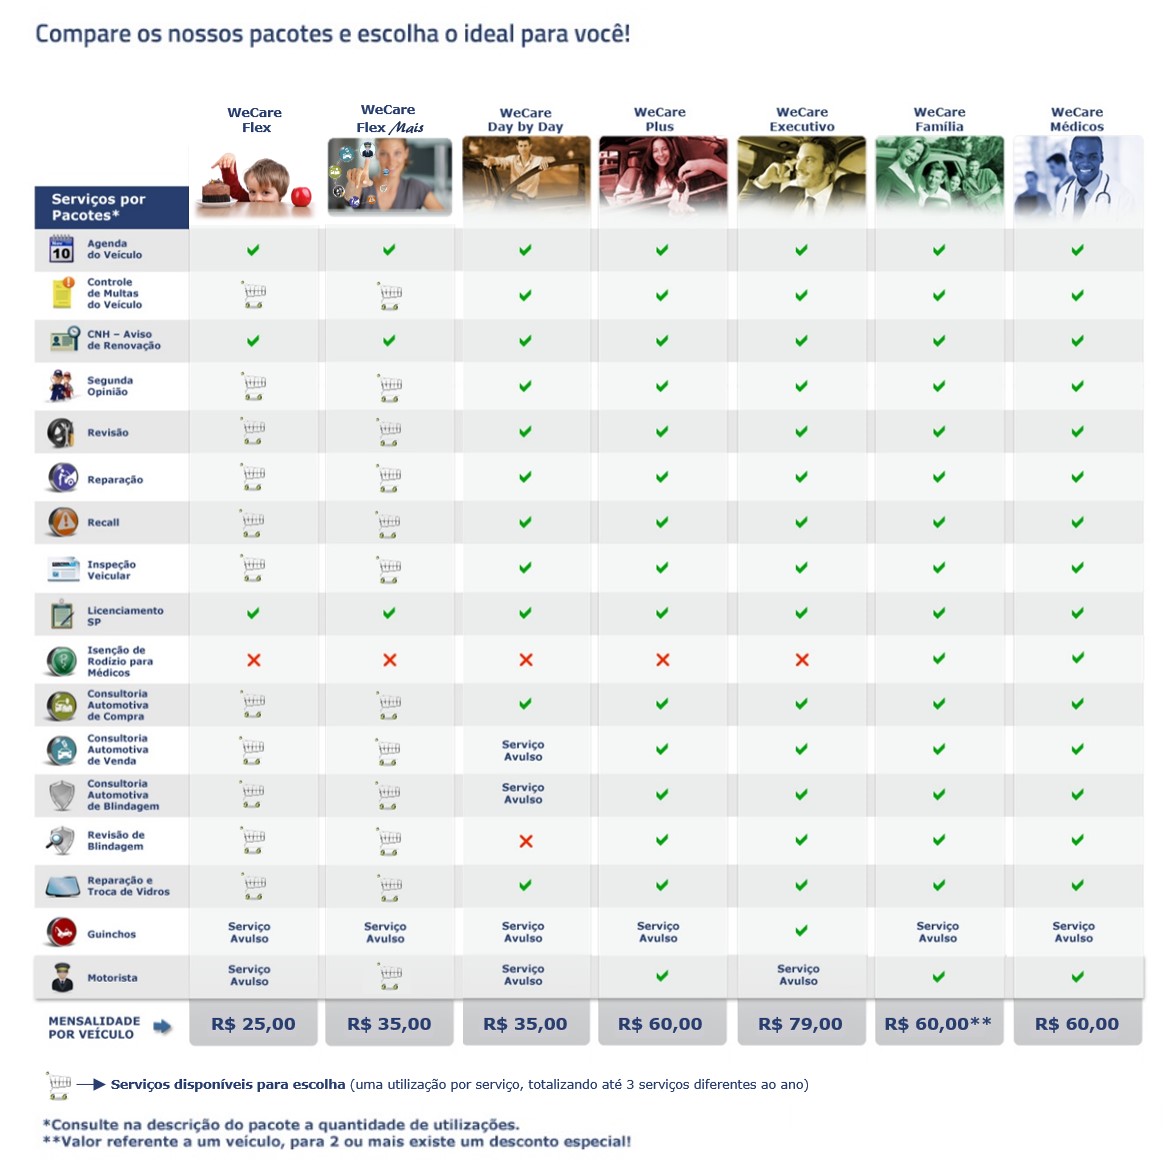 Compare os nossos pacotes e escolha o ideal para você!
WeCare
Flex
WeCare
Flex Mais
WeCare
Day by Day
WeCare
Plus
WeCare
Executivo
WeCare
Família
WeCare
Médicos
Serviços por
Pacotes*
10
Agenda
do Veículo
Controle
de Multas
do Veículo
CNH – Aviso
de Renovação
Segunda
Opinião
Revisão
Reparação
Recall
Inspeção
Veicular
Licenciamento
SP
Isenção de
Rodízio para
Médicos
Consultoria
Automotiva
de Compra
Consultoria
Automotiva
de Venda
Serviço
Avulso
Consultoria
Automotiva
de Blindagem
Serviço
Avulso
Revisão de
Blindagem
Reparação e
Troca de Vidros
Guinchos
Serviço
Avulso
Serviço
Avulso
Serviço
Avulso
Serviço
Avulso
Serviço
Avulso
Serviço
Avulso
Motorista
Serviço
Avulso
Serviço
Avulso
Serviço
Avulso
MENSALIDADE
POR VEÍCULO
R$ 25,00
R$ 35,00
R$ 35,00
R$ 60,00
R$ 79,00
R$ 60,00**
R$ 60,00
Serviços disponíveis para escolha (uma utilização por serviço, totalizando até 3 serviços diferentes ao ano)
*Consulte na descrição do pacote a quantidade de utilizações.
**Valor referente a um veículo, para 2 ou mais existe um desconto especial!